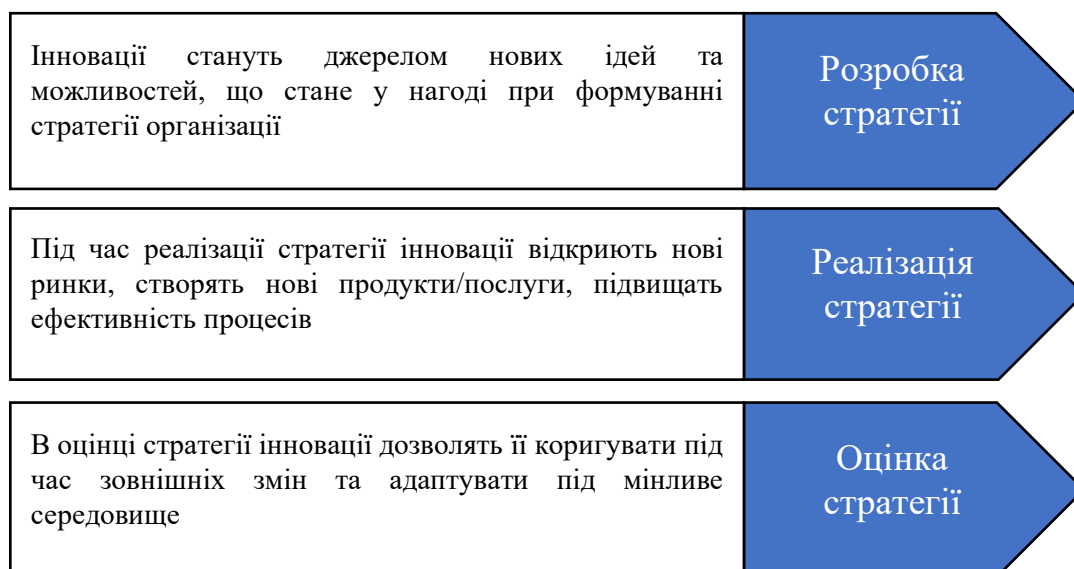 Інновації стануть джерелом нових ідей та
можливостей, що стане у нагоді при формуванні
стратегії організації
Розробка
стратегії
Під час реалізації стратегії інновації відкриють нові
ринки, створять нові продукти/послуги, підвищать
ефективність процесів
Реалізація
стратегії
В оцінці стратегії інновації дозволять її коригувати під
час зовнішніх змін та адаптувати під мінливе
середовище
Оцінка
стратегії